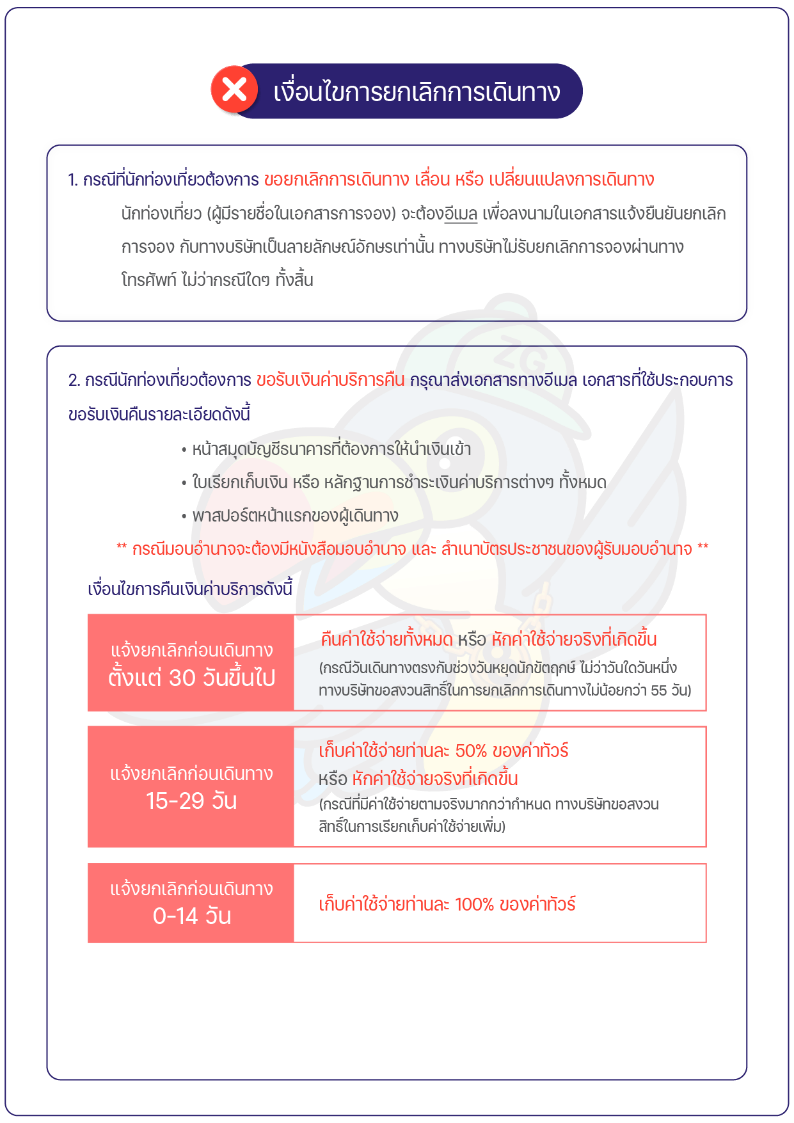 เงื่อนไขการยกเลิกการเดินทาง
1. กรณีที่นักท่องเที่ยวต้องการ ขอยกเลิกการเดินทาง เลื่อน หรือ เปลี่ยนแปลงการเดินทาง
นักท่องเที่ยว (ผู้มีรายชื่อในเอกสารการจอง) จะต้องอีเมล เพื่อลงนามในเอกสารแจ้งยืนยันยกเลิก
การจอง กับทางบริษัทเป็นลายลักษณ์อักษรเท่านั้น ทางบริษัทไม่รับยกเลิกการจองผ่านทาง
โทรศัพท์ ไม่ว่ากรณีใดๆ ทั้งสิ้น
ZG
2. กรณีนักท่องเที่ยวต้องการ ขอรับเงินค่าบริการคืน กรุณาส่งเอกสารทางอีเมล เอกสารที่ใช้ประกอบการ
ขอรับเงินคืนรายละเอียดดังนี้
• หน้าสมุดบัญชีธนาคารที่ต้องการให้นำเงินเข้า
• ใบเรียกเก็บเงิน หรือ หลักฐานการชำระเงินค่าบริการต่างๆ ทั้งหมด
• พาสปอร์ตหน้าแรกของผู้เดินทาง
** กรณีมอบอำนาจจะต้องมีหนังสือมอบอำนาจ และ สำเนาบัตรประชาชนของผู้รับมอบอำนาจ **
เงื่อนไขการคืนเงินค่าบริการดังนี้
แจ้งยกเลิกก่อนเดินทาง
ตั้งแต่ 30 วันขึ้นไป
คืนค่าใช้จ่ายทั้งหมด หรือ หักค่าใช้จ่ายจริงที่เกิดขึ้น
(กรณีวันเดินทางตรงกับช่วงวันหยุดนักขัตฤกษ์ ไม่ว่าวันใดวันหนึ่ง
ทางบริษัทขอสงวนสิทธิ์ในการยกเลิกการเดินทางไม่น้อยกว่า 55 วัน)
แจ้งยกเลิกก่อนเดินทาง
15-29 วัน
เก็บค่าใช้จ่ายท่านละ 50% ของค่าทัวร์
หรือ หักค่าใช้จ่ายจริงที่เกิดขึ้น
(กรณีที่มีค่าใช้จ่ายตามจริงมากกว่ากำหนด ทางบริษัทขอสงวน
สิทธิ์ในการเรียกเก็บค่าใช้จ่ายเพิ่ม)
แจ้งยกเลิกก่อนเดินทาง
0-14 วัน
เก็บค่าใช้จ่ายท่านละ 100% ของค่าทัวร์